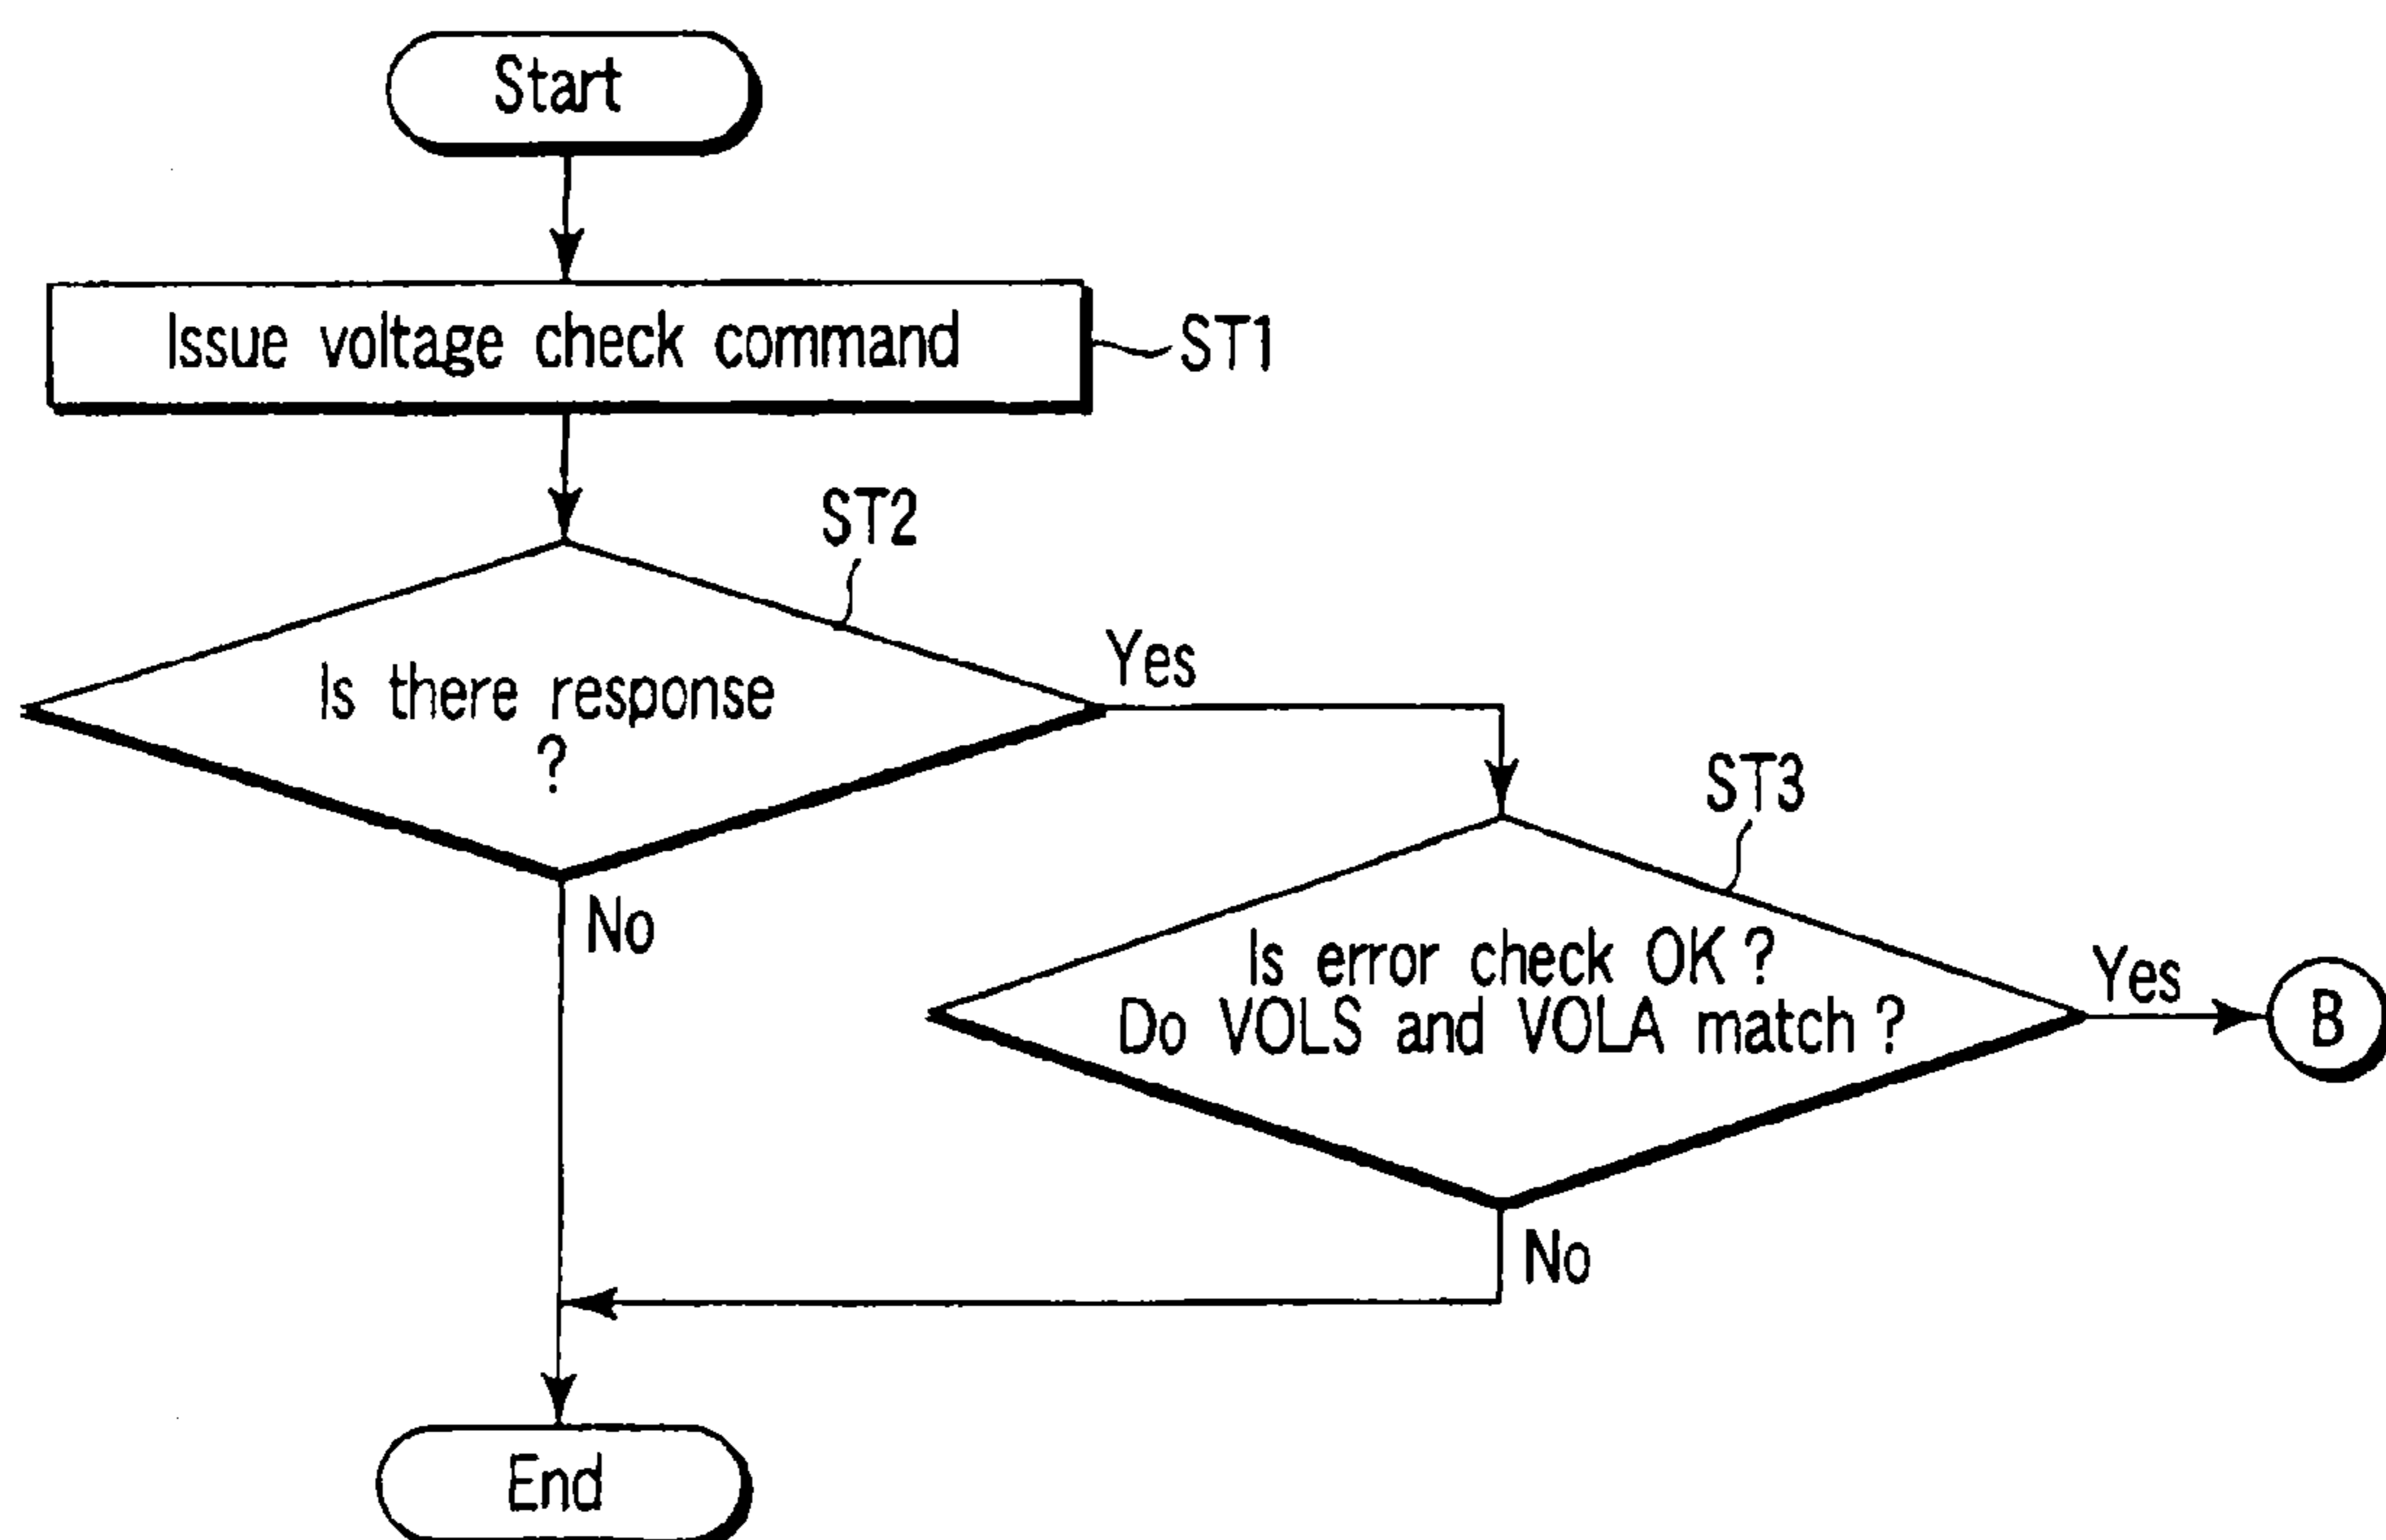 Start
Issue voltage check command
ST1
ST2
Is there response
?
Yes
No
ST3
Is error check OK ?
Do VOLS and VOLA match ?
Yes
B
No
End